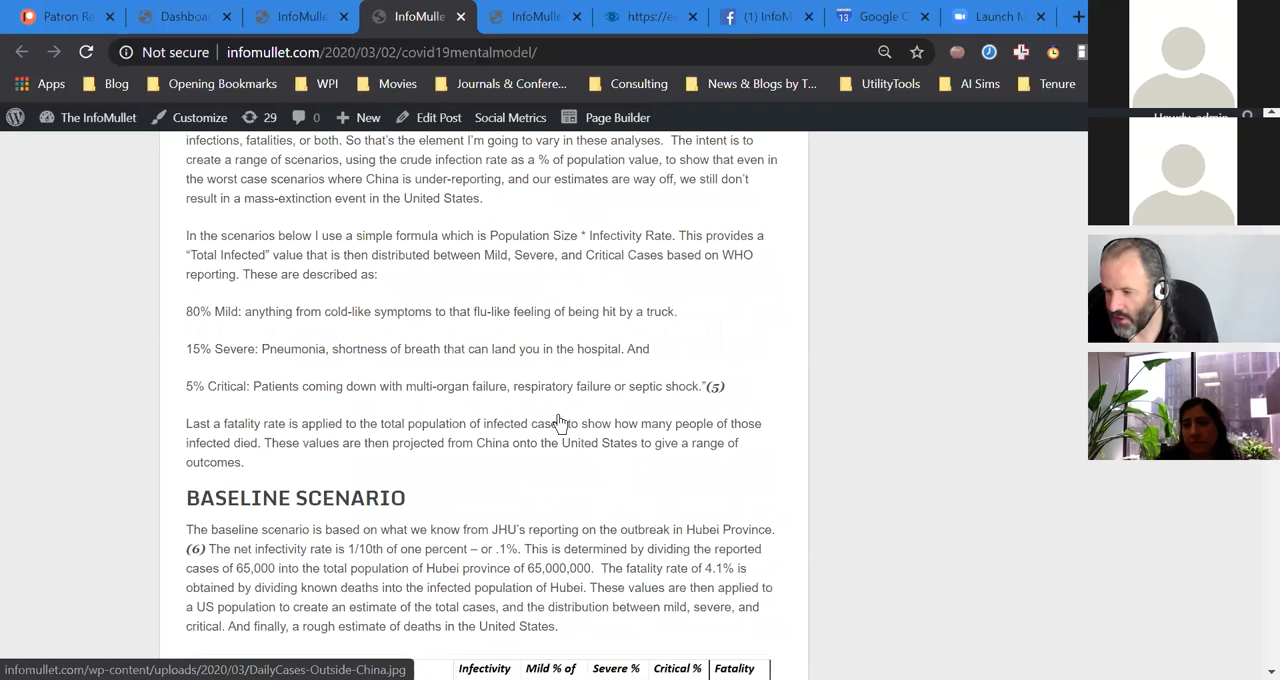 Patron Re
Dashboa
InfoMulle
InfoMulle
InfoMulle
https://ea
(1) InfoM
Google C
Launch M
Not secure
infomullet.com/2020/03/02/covid19mentalmodel/
Apps
Blog
Opening Bookmarks
WPI
Movies
Journals & Confere...
Consulting
News & Blogs by T...
UtilityTools
AI Sims
Tenure
The InfoMullet
Customize
29
0
New
Edit Post
Social Metrics
Page Builder
infections, fatalities, or both. So that's the element I'm going to vary in these analyses. The intent is to
create a range of scenarios, using the crude infection rate as a % of population value, to show that even in
the worst case scenarios where China is under-reporting, and our estimates are way off, we still don't
result in a mass-extinction event in the United States.
In the scenarios below I use a simple formula which is Population Size * Infectivity Rate. This provides a
“Total Infected” value that is then distributed between Mild, Severe, and Critical Cases based on WHO
reporting. These are described as:
80% Mild: anything from cold-like symptoms to that flu-like feeling of being hit by a truck.
15% Severe: Pneumonia, shortness of breath that can land you in the hospital. And
5% Critical: Patients coming down with multi-organ failure, respiratory failure or septic shock.”(5)
Last a fatality rate is applied to the total population of infected cases to show how many people of those
infected died. These values are then projected from China onto the United States to give a range of
outcomes.
BASELINE SCENARIO
The baseline scenario is based on what we know from JHU's reporting on the outbreak in Hubei Province.
(6) The net infectivity rate is 1/10th of one percent – or .1%. This is determined by dividing the reported
cases of 65,000 into the total population of Hubei province of 65,000,000. The fatality rate of 4.1% is
obtained by dividing known deaths into the infected population of Hubei. These values are then applied to
a US population to create an estimate of the total cases, and the distribution between mild, severe, and
critical. And finally, a rough estimate of deaths in the United States.
Infectivity Mild % of Severe % Critical % Fatality
infomullet.com/wp-content/uploads/2020/03/DailyCases-Outside-China.jpg